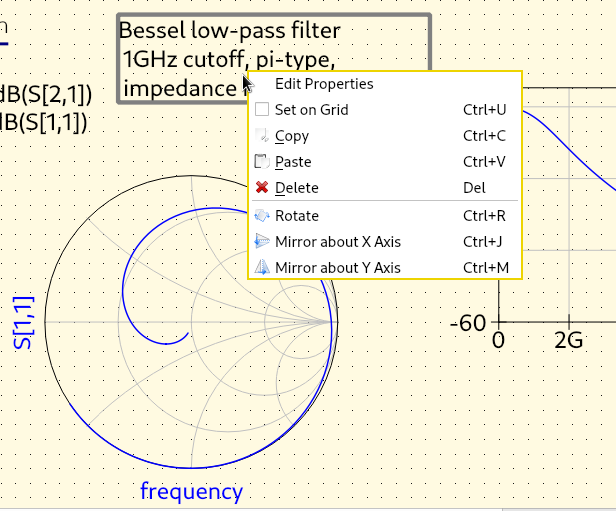 Bessel low-pass filter
1GHz cutoff, pi-type,
impedance
dB(S[2,1])
dB(S[1,1])
Edit Properties
Set on Grid Ctrl+U
Copy Ctrl+C
Paste Ctrl+V
Delete Del
Rotate Ctrl+R
Mirror about X Axis Ctrl+J
Mirror about Y Axis Ctrl+M
S[1,1]
frequency
-60
0 2G